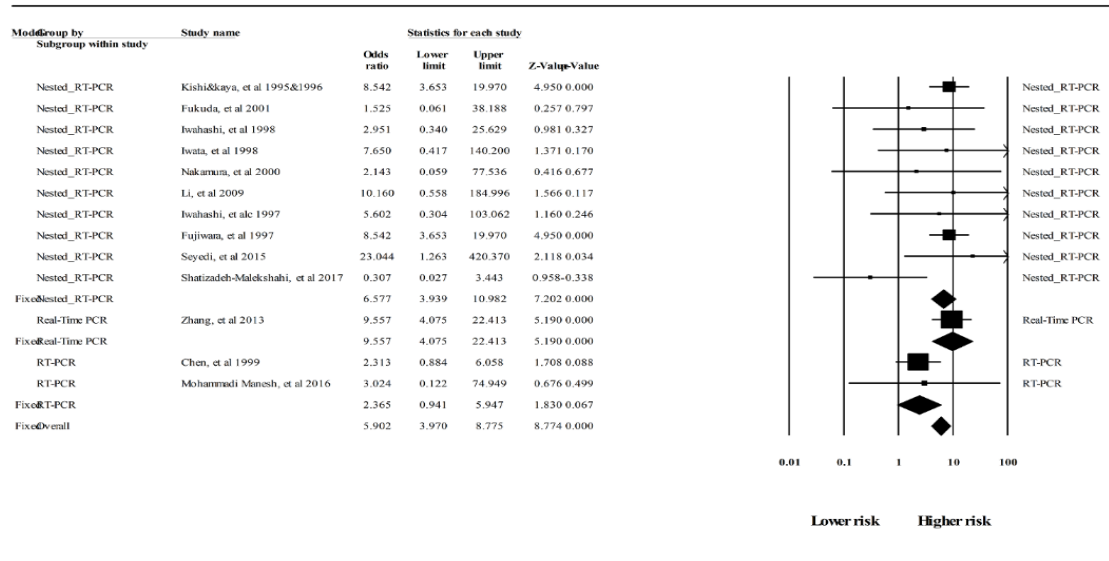 Model Group by Study name Statistics for each study
Subgroup within study
Odds ratio Lower limit Upper limit Z-Value p-Value
Nested_RT-PCR Kishi&kaya, et al 1995&1996 8.542 3.653 19.970 4.950 0.000 Nested_RT-PCR
Nested_RT-PCR Fukuda, et al 2001 1.525 0.061 38.188 0.257 0.797 Nested_RT-PCR
Nested_RT-PCR Iwahashi, et al 1998 2.951 0.340 25.629 0.981 0.327 Nested_RT-PCR
Nested_RT-PCR Iwata, et al 1998 7.650 0.417 140.200 1.371 0.170 Nested_RT-PCR
Nested_RT-PCR Nakamura, et al 2000 2.143 0.059 77.536 0.416 0.677 Nested_RT-PCR
Nested_RT-PCR Li, et al 2009 10.160 0.558 184.996 1.566 0.117 Nested_RT-PCR
Nested_RT-PCR Iwahashi, et alc 1997 5.602 0.304 103.062 1.160 0.246 Nested_RT-PCR
Nested_RT-PCR Fujiwara, et al 1997 8.542 3.653 19.970 4.950 0.000 Nested_RT-PCR
Nested_RT-PCR Seyedi, et al 2015 23.044 1.263 420.370 2.118 0.034 Nested_RT-PCR
Nested_RT-PCR Shatizadeh-Malekshahi, et al 2017 0.307 0.027 3.443 0.958-0.338 Nested_RT-PCR
Fixed Nested_RT-PCR 6.577 3.939 10.982 7.202 0.000
Real-Time PCR Zhang, et al 2013 9.557 4.075 22.413 5.190 0.000 Real-Time PCR
Fixed Real-Time PCR 9.557 4.075 22.413 5.190 0.000
RT-PCR Chen, et al 1999 2.313 0.884 6.058 1.708 0.088 RT-PCR
RT-PCR Mohammadi Manesh, et al 2016 3.024 0.122 74.949 0.676 0.499 RT-PCR
Fixed RT-PCR 2.365 0.941 5.947 1.830 0.067
Fixed Overall 5.902 3.970 8.775 8.774 0.000
0.01 0.1 1 10 100
Lower risk Higher risk